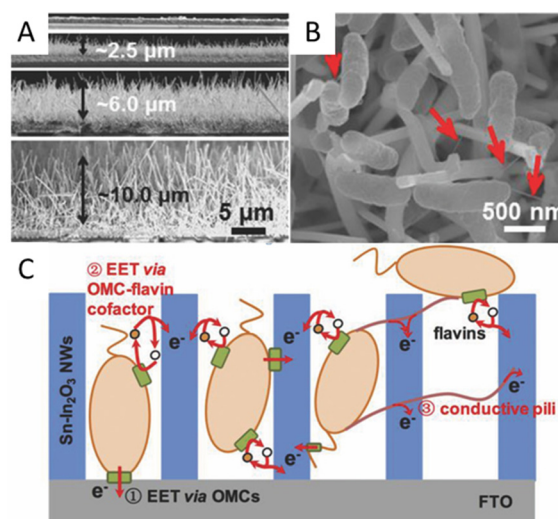 A
~2.5 µm
~6.0 µm
~10.0 µm
5 µm
B
500 nm
C
② EET via
OMC-flavin
cofactor
Sn-In₂O₃ NWs
e⁻
e⁻
e⁻
flavins
e⁻
e⁻
③ conductive pili
e⁻
e⁻
e⁻
① EET via OMCs
FTO